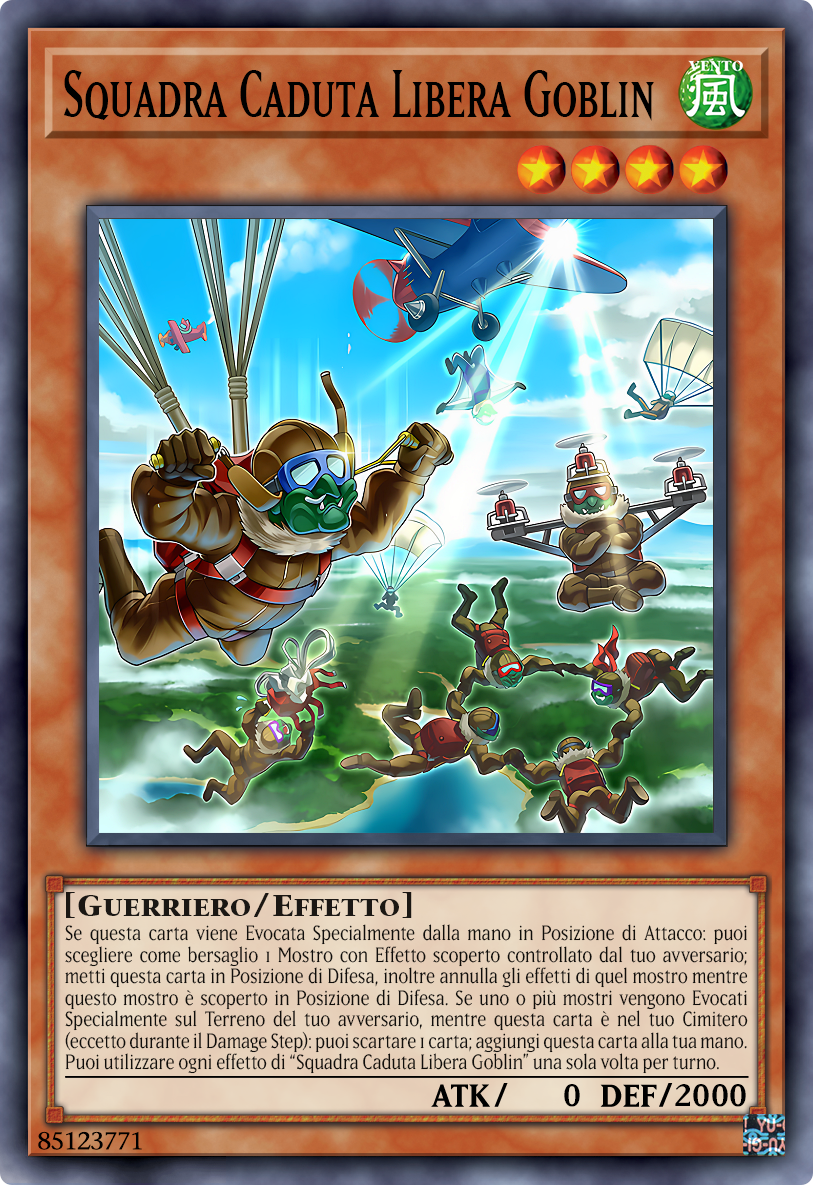 Squadra Caduta Libera Goblin
VENTO
風
[Guerriero/Effetto]
Se questa carta viene Evocata Specialmente dalla mano in Posizione di Attacco: puoi
scegliere come bersaglio 1 Mostro con Effetto scoperto controllato dal tuo avversario;
metti questa carta in Posizione di Difesa, inoltre annulla gli effetti di quel mostro mentre
questo mostro è scoperto in Posizione di Difesa. Se uno o più mostri vengono Evocati
Specialmente sul Terreno del tuo avversario, mentre questa carta è nel tuo Cimitero
(eccetto durante il Damage Step): puoi scartare 1 carta; aggiungi questa carta alla tua mano.
Puoi utilizzare ogni effetto di “Squadra Caduta Libera Goblin” una sola volta per turno.
ATK/ 0 DEF/2000
85123771